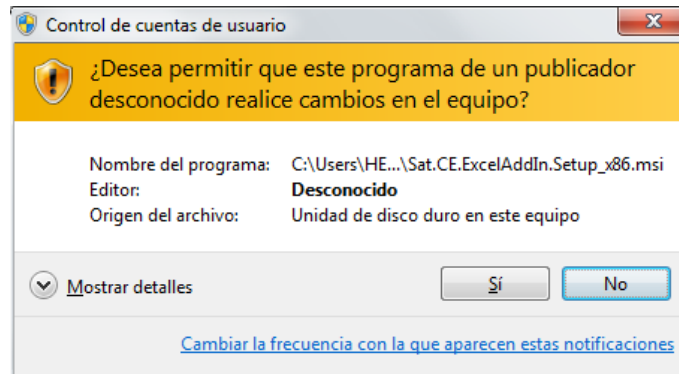 Control de cuentas de usuario
¿Desea permitir que este programa de un publicador
desconocido realice cambios en el equipo?
Nombre del programa: C:\Users\HE...\Sat.CE.ExcelAddIn.Setup_x86.msi
Editor: Desconocido
Origen del archivo: Unidad de disco duro en este equipo
Mostrar detalles Sí No
Cambiar la frecuencia con la que aparecen estas notificaciones